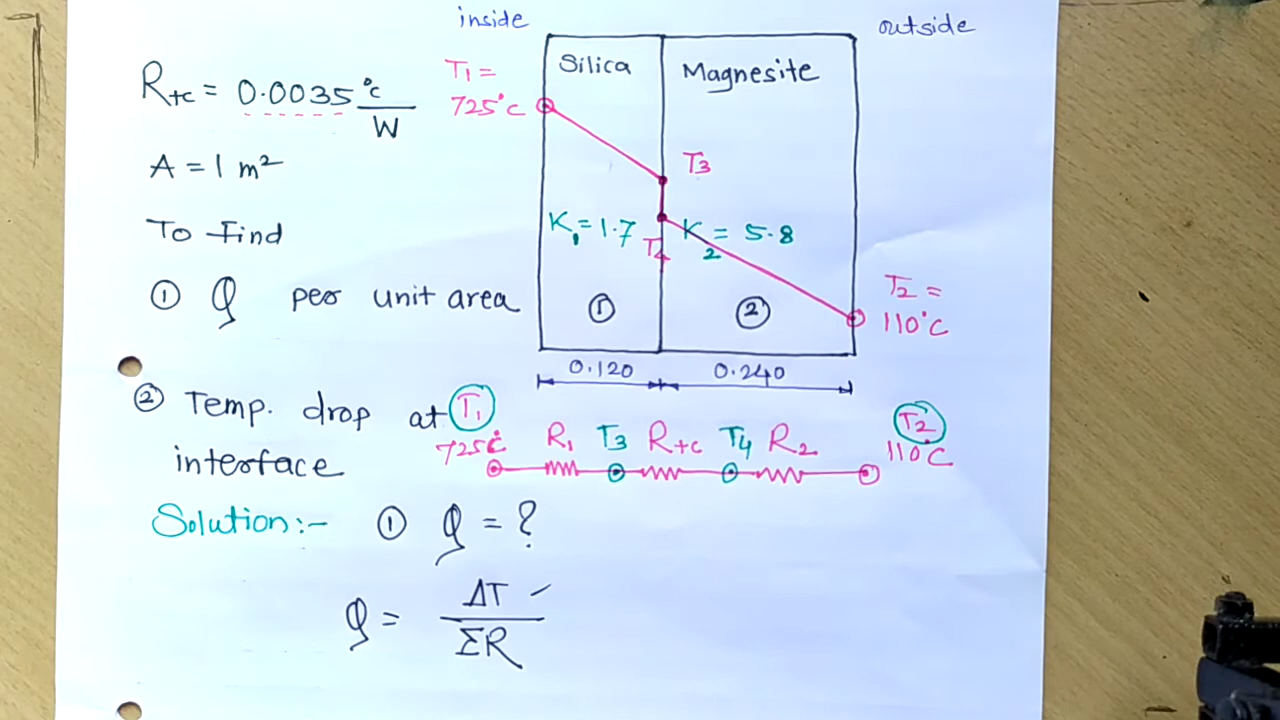 inside
outside
Silica
Magnesite
Rtc = 0.0035 °c/W
T1 = 725°C
A = 1 m²
T3
To find
K1 = 1.7
T4
K2 = 5.8
① Q per unit area
①
②
T2 = 110°C
0.120
0.240
② Temp. drop at
interface
T1
725°C
R1
T3
Rtc
T4
R2
T2
110°C
Solution:- ① Q = ?
Q = ΔT/ΣR